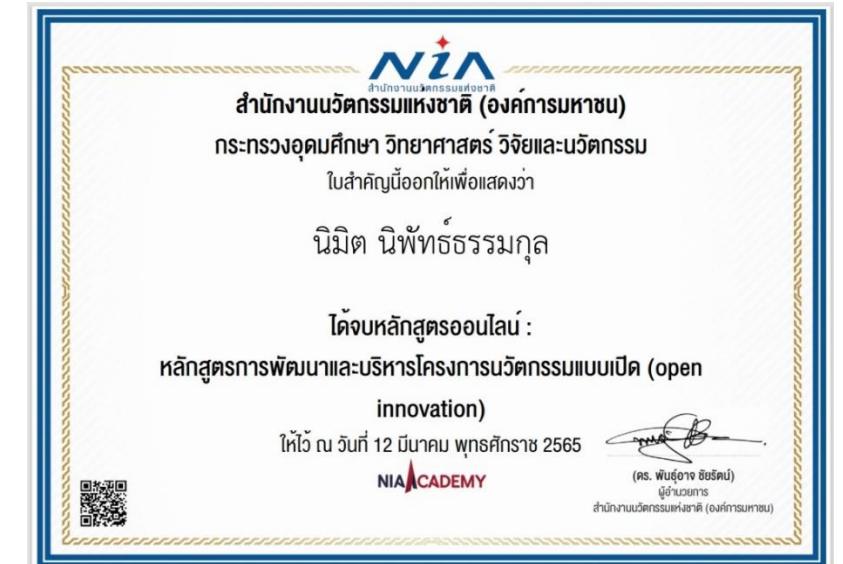 NiA
สำนักงานนวัตกรรมแห่งชาติ
สำนักงานนวัตกรรมแห่งชาติ (องค์การมหาชน)
กระทรวงอุดมศึกษา วิทยาศาสตร์ วิจัยและนวัตกรรม
ใบสำคัญนี้ออกให้เพื่อแสดงว่า
นิมิต นิพัทธ์ธรรมกุล
ได้จบหลักสูตรออนไลน์ :
หลักสูตรการพัฒนาและบริหารโครงการนวัตกรรมแบบเปิด (open
innovation)
ให้ไว้ ณ วันที่ 12 มีนาคม พุทธศักราช 2565
NIA ACADEMY
(ดร. พันธุ์อาจ ชัยรัตน์)
ผู้อำนวยการ
สำนักงานนวัตกรรมแห่งชาติ (องค์การมหาชน)